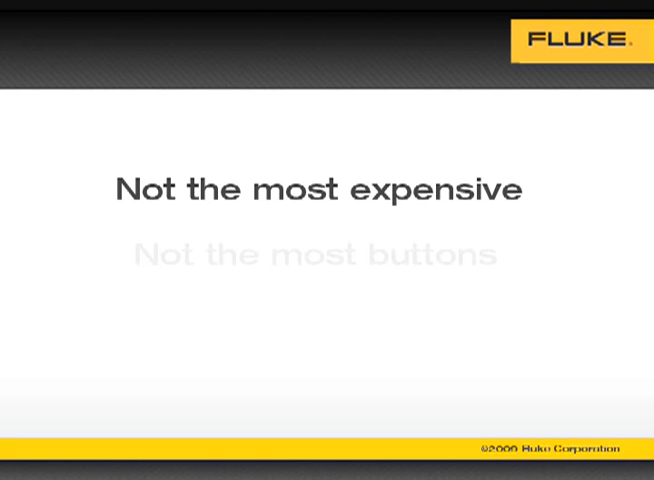 FLUKE®
Not the most expensive
Not the most buttons
©2009 Fluke Corporation